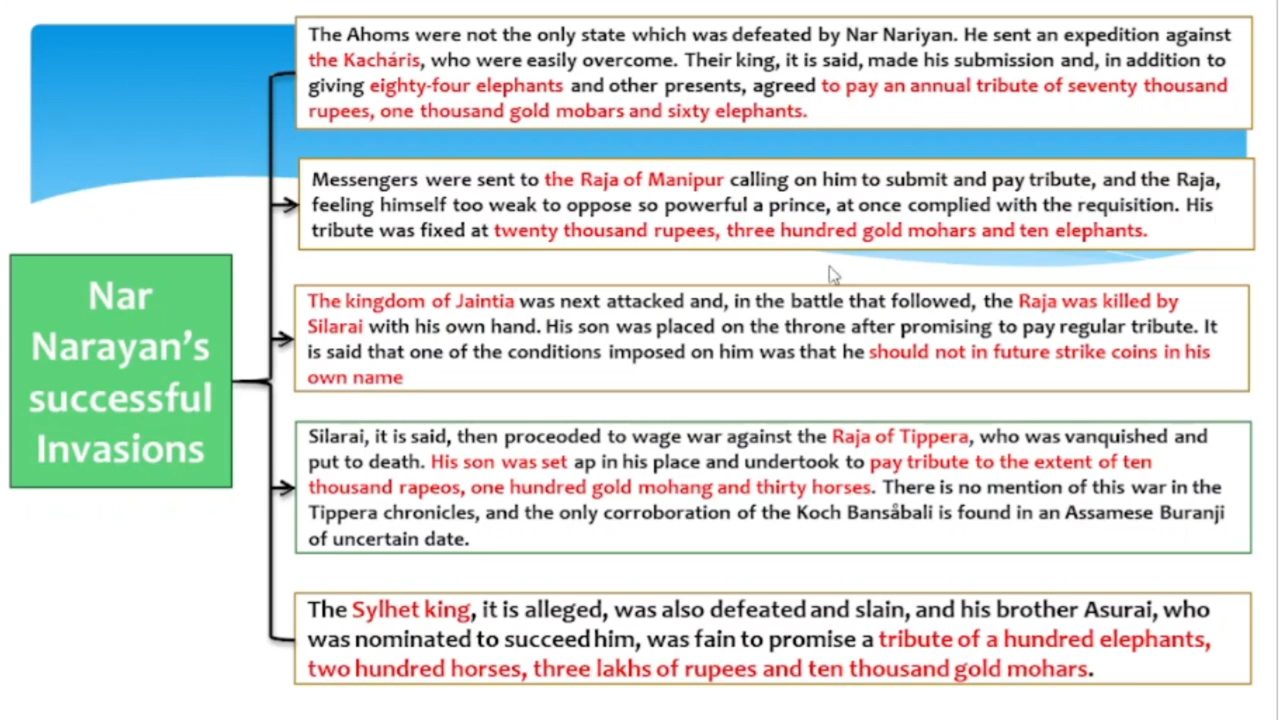 Nar
Narayan's
successful
Invasions
The Ahoms were not the only state which was defeated by Nar Nariyan. He sent an expedition against
the Kacháris, who were easily overcome. Their king, it is said, made his submission and, in addition to
giving eighty-four elephants and other presents, agreed to pay an annual tribute of seventy thousand
rupees, one thousand gold mobars and sixty elephants.
Messengers were sent to the Raja of Manipur calling on him to submit and pay tribute, and the Raja,
feeling himself too weak to oppose so powerful a prince, at once complied with the requisition. His
tribute was fixed at twenty thousand rupees, three hundred gold mohars and ten elephants.
The kingdom of Jaintia was next attacked and, in the battle that followed, the Raja was killed by
Silarai with his own hand. His son was placed on the throne after promising to pay regular tribute. It
is said that one of the conditions imposed on him was that he should not in future strike coins in his
own name
Silarai, it is said, then proceoded to wage war against the Raja of Tippera, who was vanquished and
put to death. His son was set ap in his place and undertook to pay tribute to the extent of ten
thousand rapeos, one hundred gold mohang and thirty horses. There is no mention of this war in the
Tippera chronicles, and the only corroboration of the Koch Bansåbali is found in an Assamese Buranji
of uncertain date.
The Sylhet king, it is alleged, was also defeated and slain, and his brother Asurai, who
was nominated to succeed him, was fain to promise a tribute of a hundred elephants,
two hundred horses, three lakhs of rupees and ten thousand gold mohars.